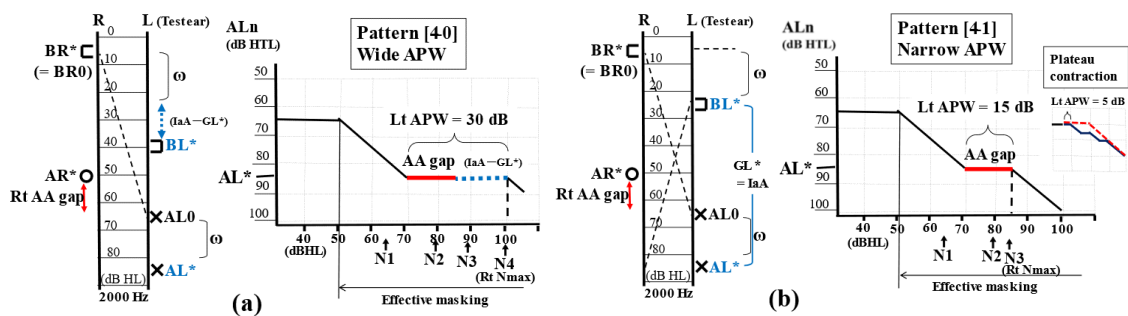 R L (Testear)
0
10
20
30
40
50
60
70
80
BR*
(= BR0)
ω
(IaA−GL*)
BL*
AR*
Rt AA gap
AL0
ω
AL*
(dB HL)
2000 Hz
(a)
ALn
(dB HTL)
Pattern [4-0]
Wide APW
50
60
70
80
90
100
AL*
Lt APW = 30 dB
AA gap (IaA−GL*)
40 50 60 70 80 90 100
(dBHL)
N1 N2 N3 N4
(Rt Nmax)
Effective masking
R L (Testear)
0
10
20
30
40
50
60
70
80
BR*
(= BR0)
ω
BL*
GL*
= IaA
AR*
Rt AA gap
AL0
ω
AL*
(dB HL)
2000 Hz
(b)
ALn
(dB HTL)
Pattern [4-1]
Narrow APW
50
60
70
80
90
100
AL*
Lt APW = 15 dB
AA gap
40 50 60 70 80 90 100
(dBHL)
N1 N2 N3
(Rt Nmax)
Effective masking
Plateau
contraction
Lt APW = 5 dB